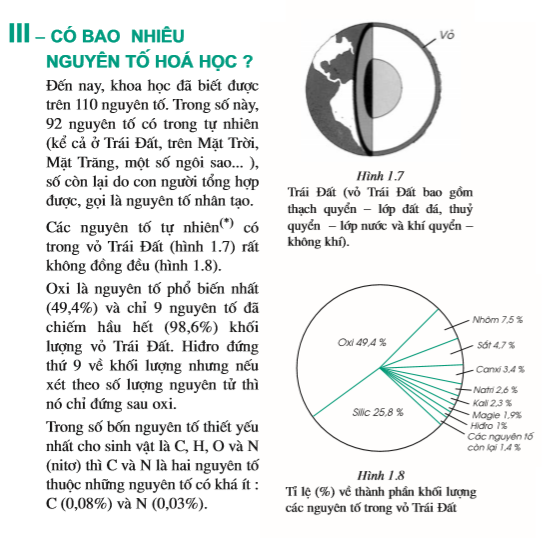 III – CÓ BAO NHIÊU
NGUYÊN TỐ HOÁ HỌC ?
Đến nay, khoa học đã biết được
trên 110 nguyên tố. Trong số này,
92 nguyên tố có trong tự nhiên
(kể cả ở Trái Đất, trên Mặt Trời,
Mặt Trăng, một số ngôi sao... ),
số còn lại do con người tổng hợp
được, gọi là nguyên tố nhân tạo.
Các nguyên tố tự nhiên(*) có
trong vỏ Trái Đất (hình 1.7) rất
không đồng đều (hình 1.8).
Oxi là nguyên tố phổ biến nhất
(49,4%) và chỉ 9 nguyên tố đã
chiếm hầu hết (98,6%) khối
lượng vỏ Trái Đất. Hiđro đứng
thứ 9 về khối lượng nhưng nếu
xét theo số lượng nguyên tử thì
nó chỉ đứng sau oxi.
Trong số bốn nguyên tố thiết yếu
nhất cho sinh vật là C, H, O và N
(nitơ) thì C và N là hai nguyên tố
thuộc những nguyên tố có khá ít :
C (0,08%) và N (0,03%).
Vỏ
Hình 1.7
Trái Đất (vỏ Trái Đất bao gồm
thạch quyển – lớp đất đá, thuỷ
quyển – lớp nước và khí quyển –
không khí).
Oxi 49,4 %
Silic 25,8 %
Nhôm 7,5 %
Sắt 4,7 %
Canxi 3,4 %
Natri 2,6 %
Kali 2,3 %
Magie 1,9%
Hiđro 1%
Các nguyên tố
còn lại 1,4 %
Hình 1.8
Tỉ lệ (%) về thành phần khối lượng
các nguyên tố trong vỏ Trái Đất